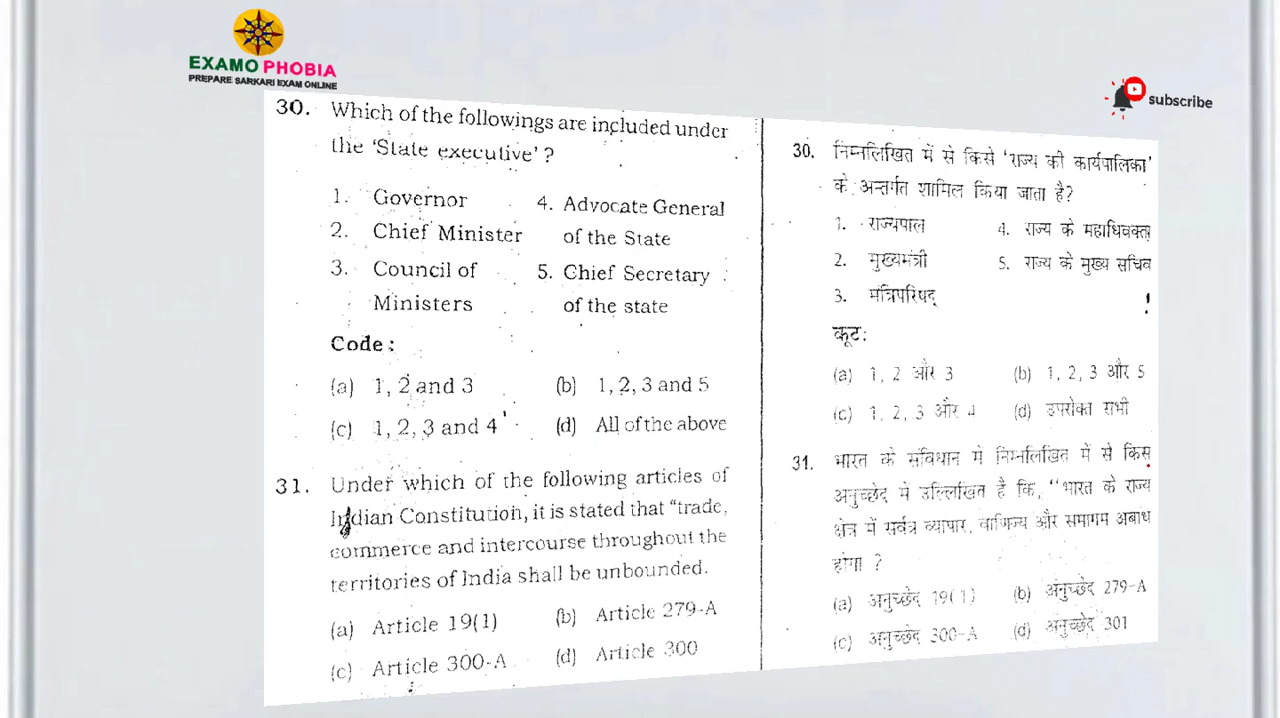 EXAMO PHOBIA
PREPARE SARKARI EXAM ONLINE
subscribe
30. Which of the followings are included under
the 'State executive' ?
1. Governor
2. Chief Minister
3. Council of
Ministers
4. Advocate General
of the State
5. Chief Secretary
of the state
Code :
(a) 1, 2 and 3 (b) 1, 2, 3 and 5
(c) 1, 2, 3 and 4 (d) All of the above
31. Under which of the following articles of
Indian Constitution, it is stated that "trade,
commerce and intercourse throughout the
territories of India shall be unbounded.
(a) Article 19(1) (b) Article 279-A
(c) Article 300-A (d) Article 300
30. निम्नलिखित में से किसे 'राज्य की कार्यपालिका'
के अन्तर्गत शामिल किया जाता है?
1. राज्यपाल 4. राज्य के महाधिवक्ता
2. मुख्यमंत्री 5. राज्य के मुख्य सचिव
3. मंत्रिपरिषद्
कूट:
(a) 1, 2 और 3 (b) 1, 2, 3 और 5
(c) 1, 2, 3 और 4 (d) उपरोक्त सभी
31. भारत के संविधान में निम्नलिखित में से किस
अनुच्छेद में उल्लिखित है कि, "भारत के राज्य
क्षेत्र में सर्वत्र व्यापार, वाणिज्य और समागम अबाध
होगा ?
(a) अनुच्छेद 19(1) (b) अनुच्छेद 279-A
(c) अनुच्छेद 300-A (d) अनुच्छेद 301